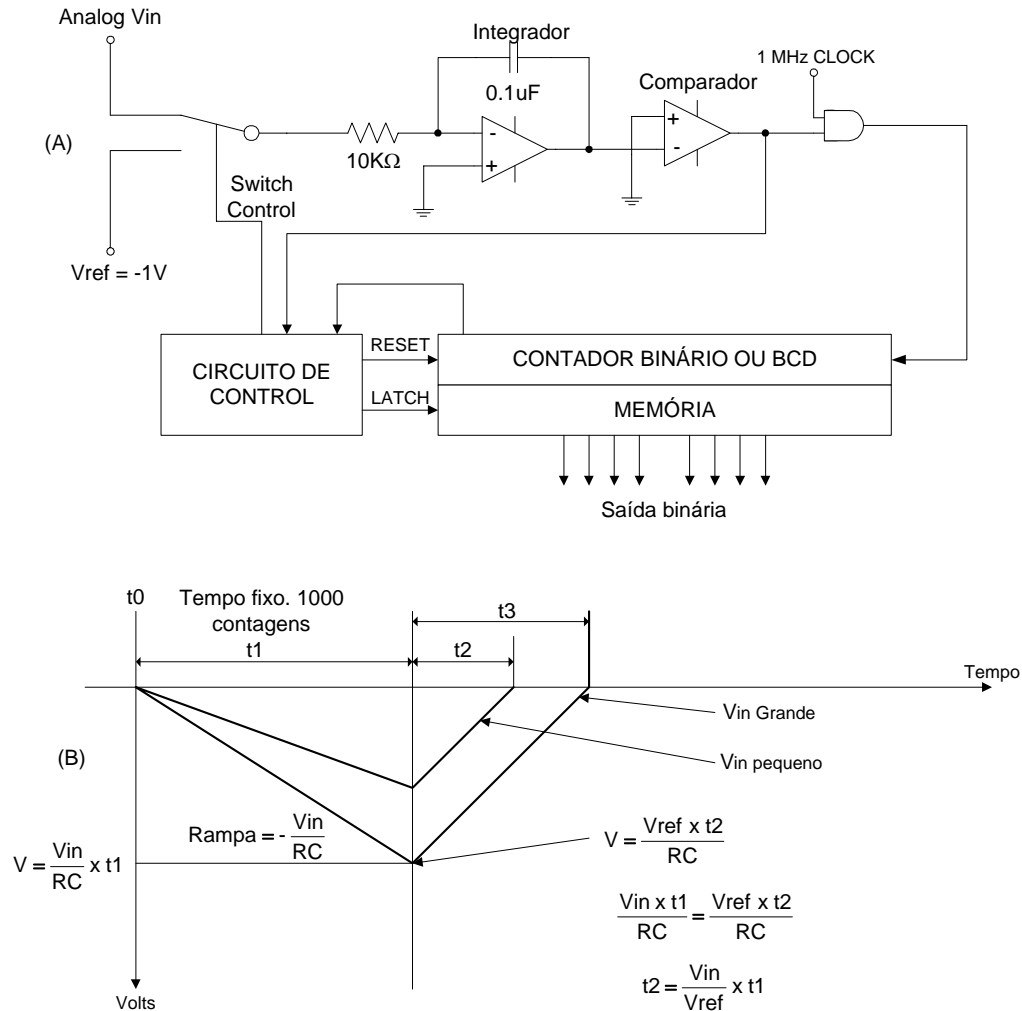 Analog Vin
Integrador
1 MHz CLOCK
Comparador
0.1uF
(A)
-
+
+
-
10KΩ
Switch
Control
Vref = -1V
CIRCUITO DE
CONTROL
RESET
LATCH
CONTADOR BINÁRIO OU BCD
MEMÓRIA
Saída binária
t0
Tempo fixo. 1000
contagens
t1
t2
t3
Tempo
Vin Grande
Vin pequeno
(B)
Rampa = - Vin
RC
V = Vin x t1
RC
V = Vref x t2
RC
Vin x t1 = Vref x t2
RC RC
t2 = Vin x t1
Vref
Volts